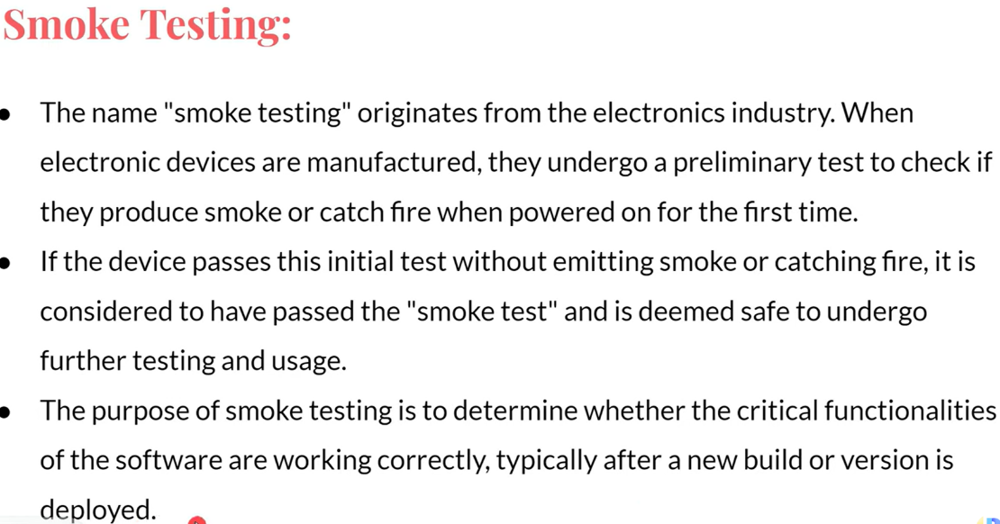 Smoke Testing:
The name "smoke testing" originates from the electronics industry. When
electronic devices are manufactured, they undergo a preliminary test to check if
they produce smoke or catch fire when powered on for the first time.
If the device passes this initial test without emitting smoke or catching fire, it is
considered to have passed the "smoke test" and is deemed safe to undergo
further testing and usage.
The purpose of smoke testing is to determine whether the critical functionalities
of the software are working correctly, typically after a new build or version is
deployed.